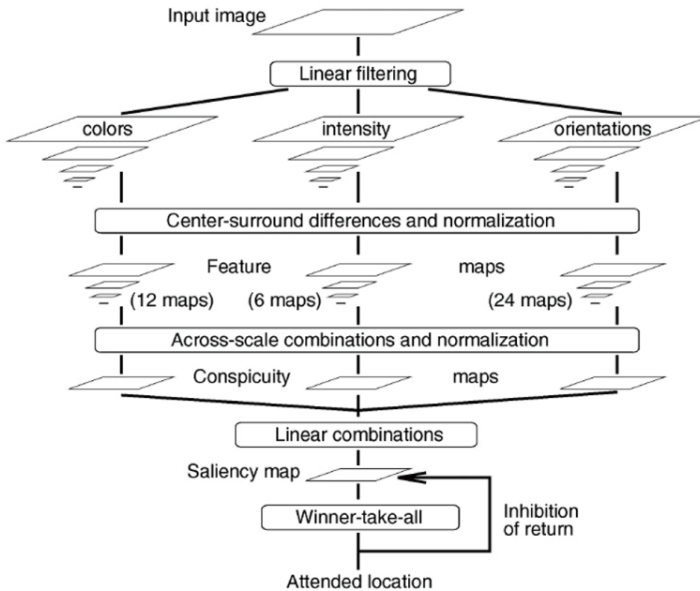 Input image
Linear filtering
colors intensity orientations
Center-surround differences and normalization
Feature maps
(12 maps) (6 maps) (24 maps)
Across-scale combinations and normalization
Conspicuity maps
Linear combinations
Saliency map
Winner-take-all
Inhibition
of return
Attended location